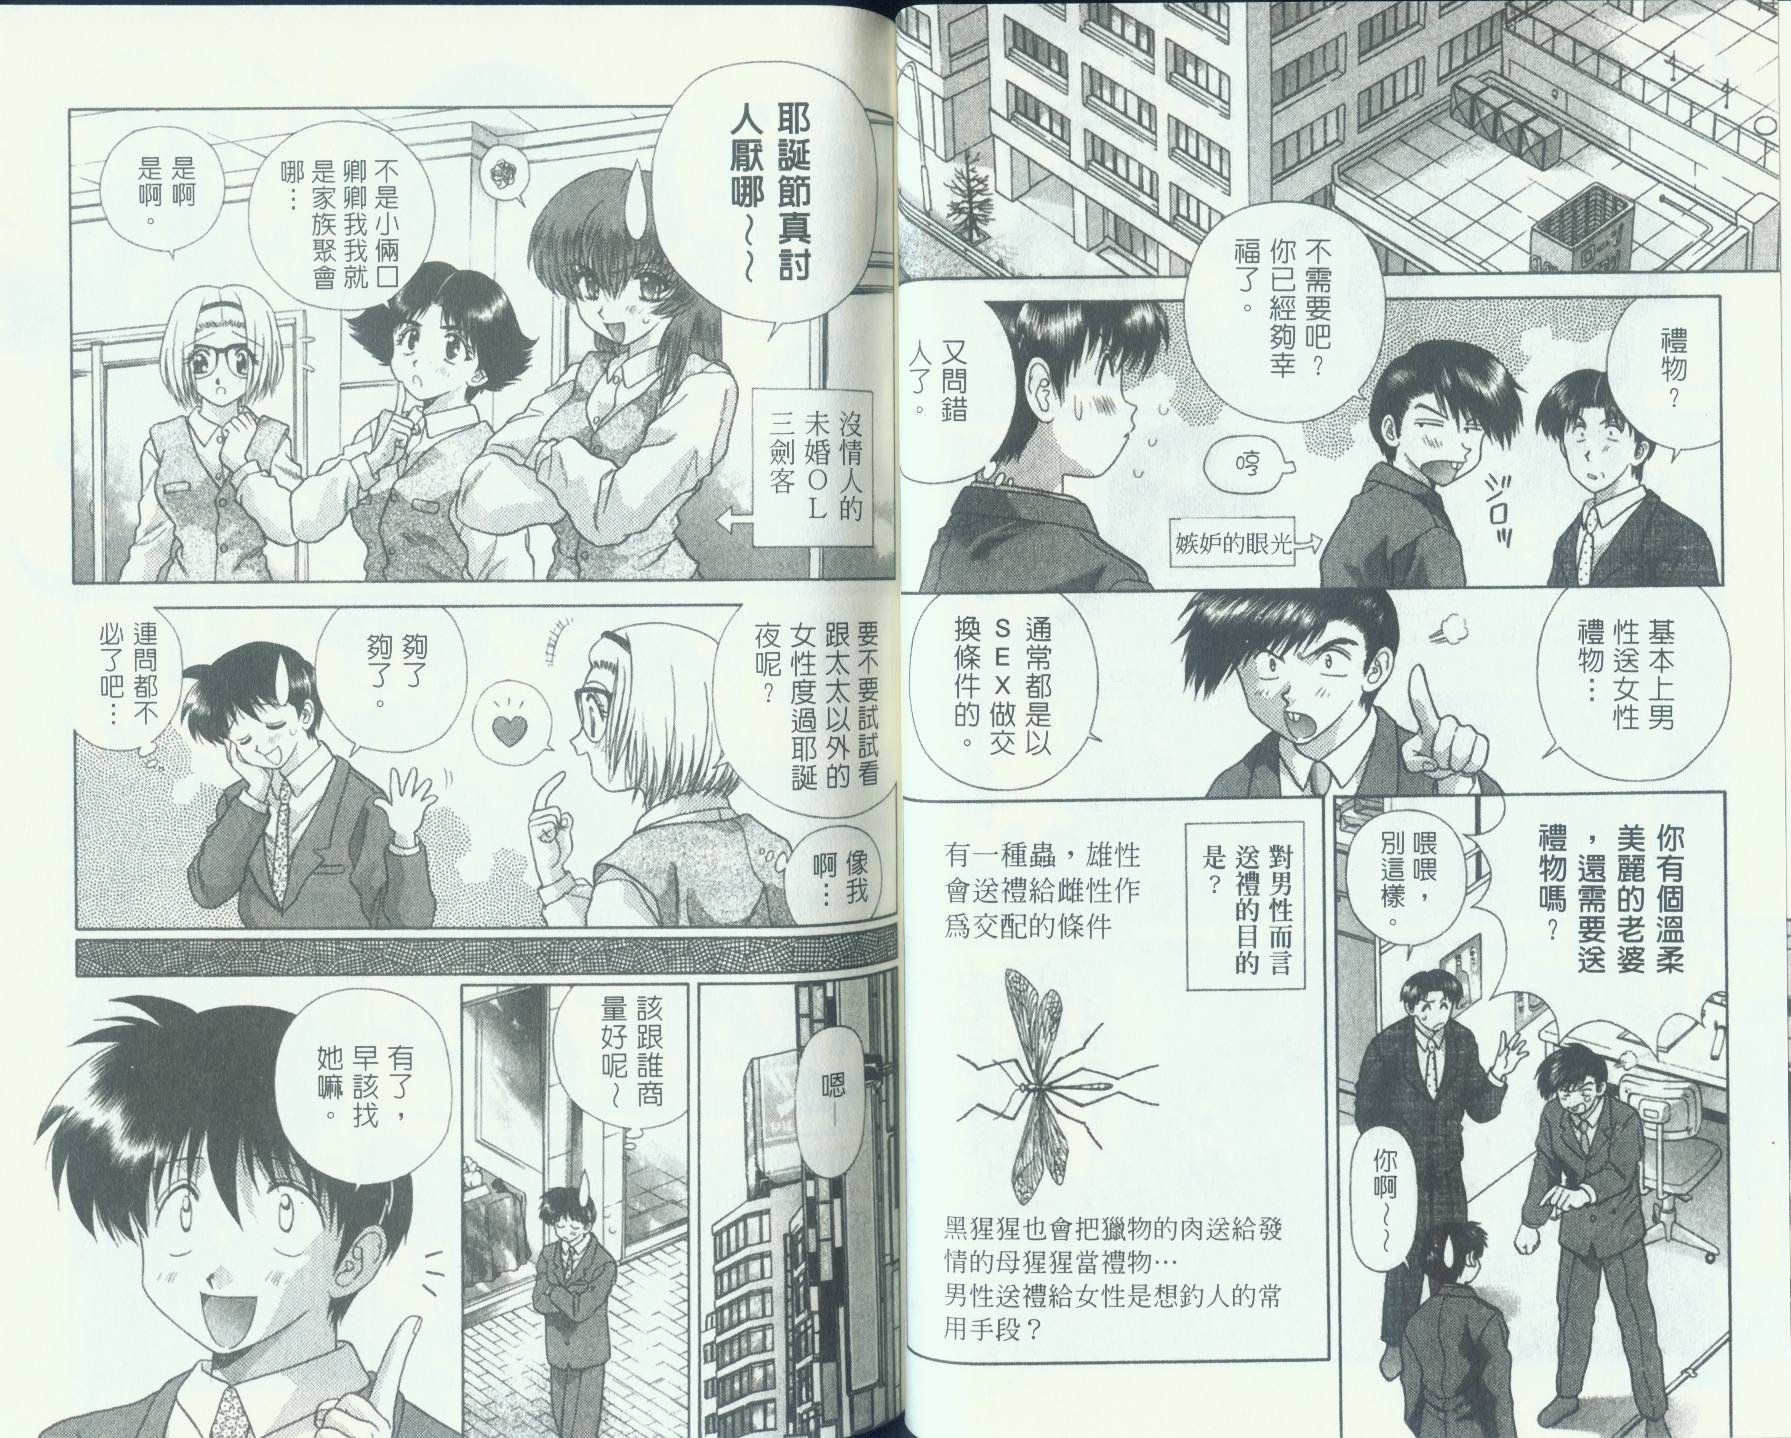 禮物?
不需要吧?
你已經夠幸
福了。
哼
嫉妒的眼光
又問錯
人了。
基本上男
性送女性
禮物…
通常都是以
SEX做交
換條件的。
你有個溫柔
美麗的老婆
，還需要送
禮物嗎?
喂喂，
別這樣。
你啊~~
對男性而言
送禮的目的
是?
有一種蟲，雄性
會送禮給雌性作
爲交配的條件
黑猩猩也會把獵物的肉送給發
情的母猩猩當禮物…
男性送禮給女性是想釣人的常
用手段?
耶誕節真討
人厭哪~~
沒情人的
未婚OL
三劍客
不是小倆口
卿卿我我就
是家族聚會
哪…
是啊
是啊。
要不要試試看
跟太太以外的
女性度過耶誕
夜呢?
像我
啊…
夠了
夠了。
連問都不
必了吧…
嗯—
該跟誰商
量好呢~
有了，
早該找
她嘛。